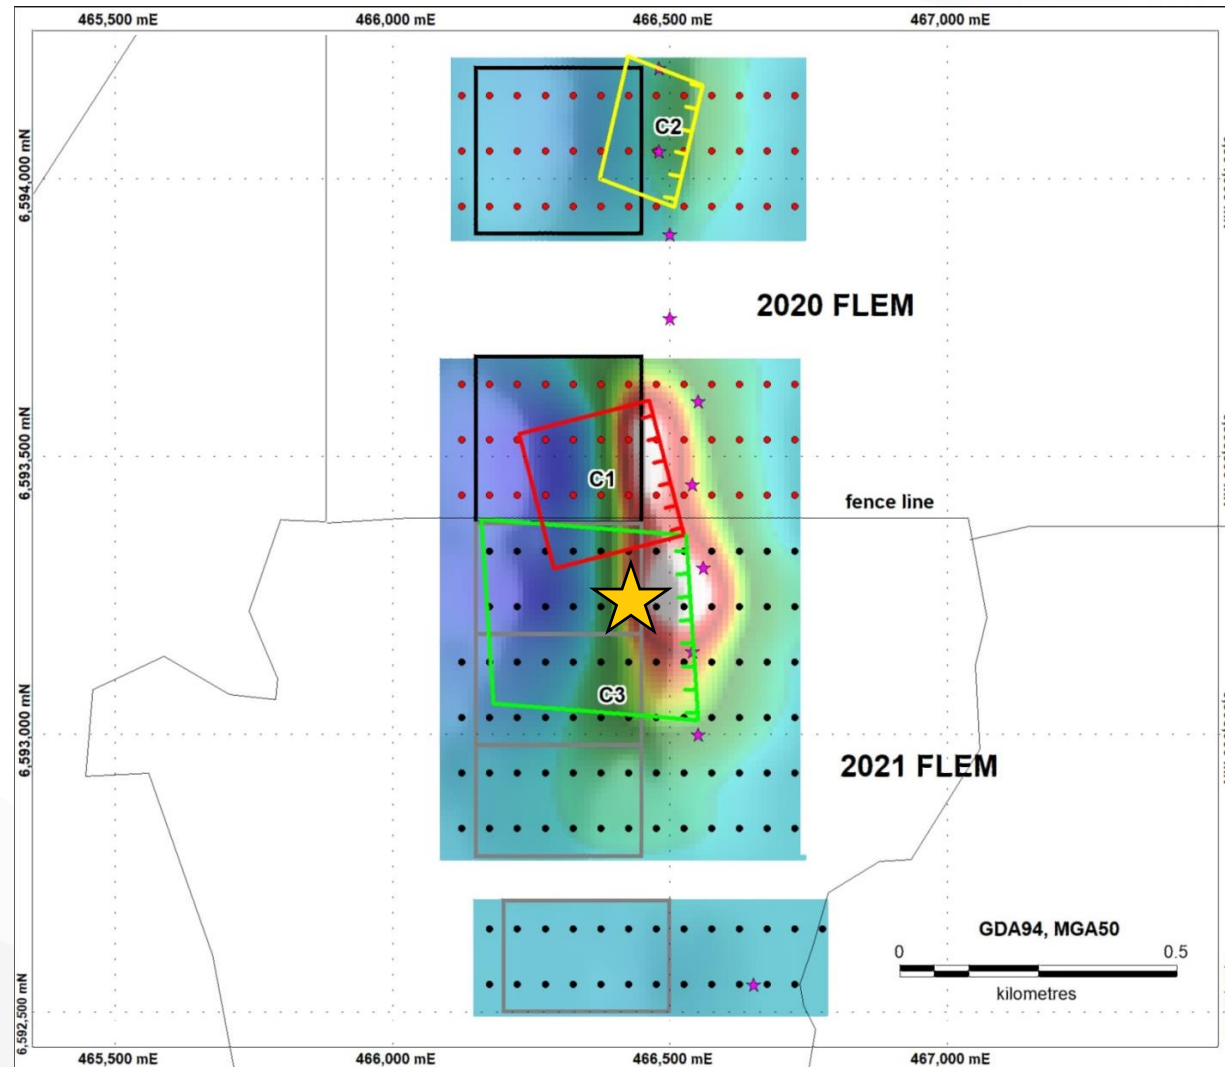 465,500 mE 466,000 mE 466,500 mE 467,000 mE
C2
6,594,000 mN
2020 FLEM
6,593,500 mN
C1
fence line
C3
6,593,000 mN
2021 FLEM
GDA94, MGA50
0 0.5
kilometres
6,592,500 mN
465,500 mE 466,000 mE 466,500 mE 467,000 mE